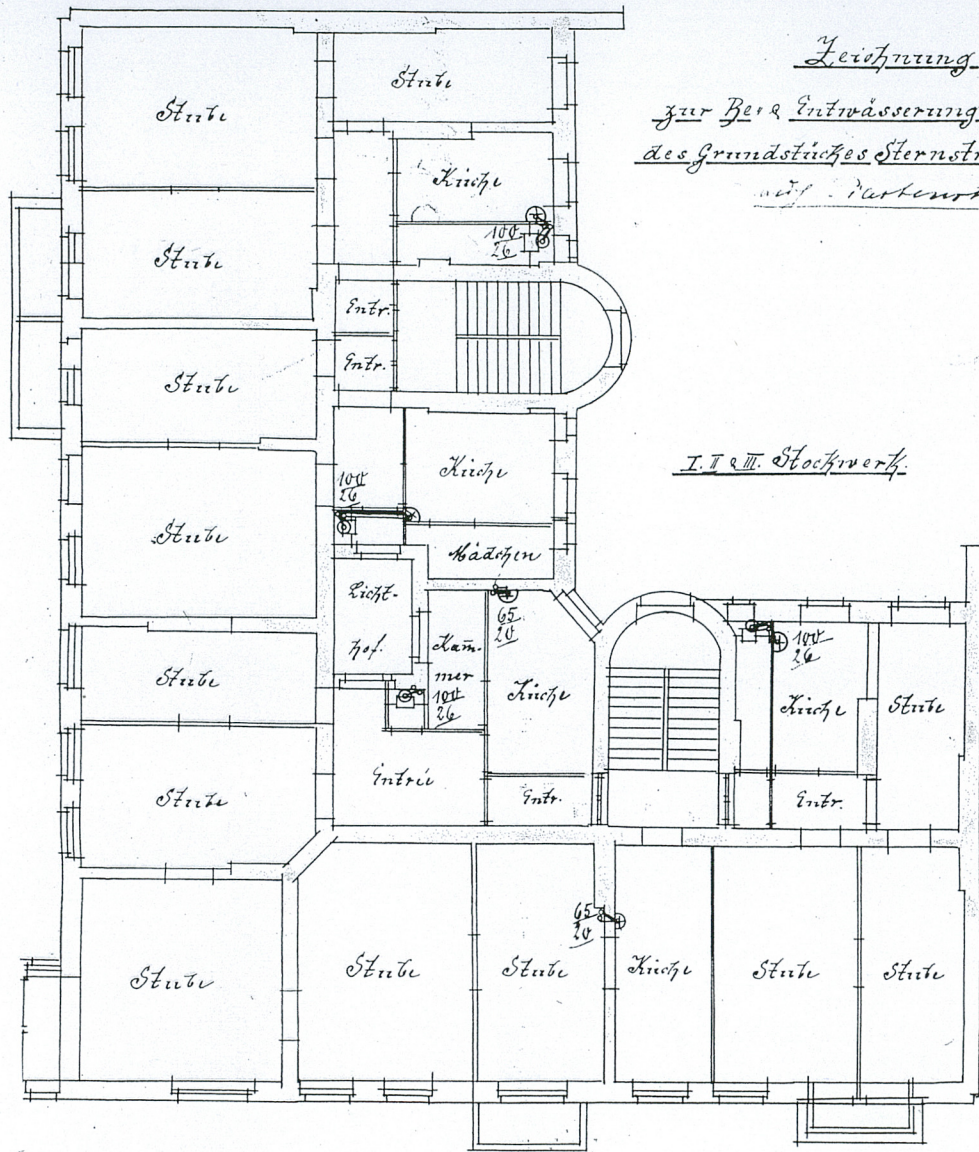 Zeichnung
zur Be- & Entwässerung
des Grundstückes Sternstr
I. II & III. Stockwerk.
Stube
Stube
Küche
100
26
Stube
Entr.
Entr.
Stube
Küche
100
26
Stube
Mädchen
Licht-
hof.
65
20
Kam-
mer
100
26
Küche
100
26
Küche
Stube
Stube
Entrée
Entr.
Entr.
Stube
65
20
Stube
Stube
Stube
Küche
Stube
Stube